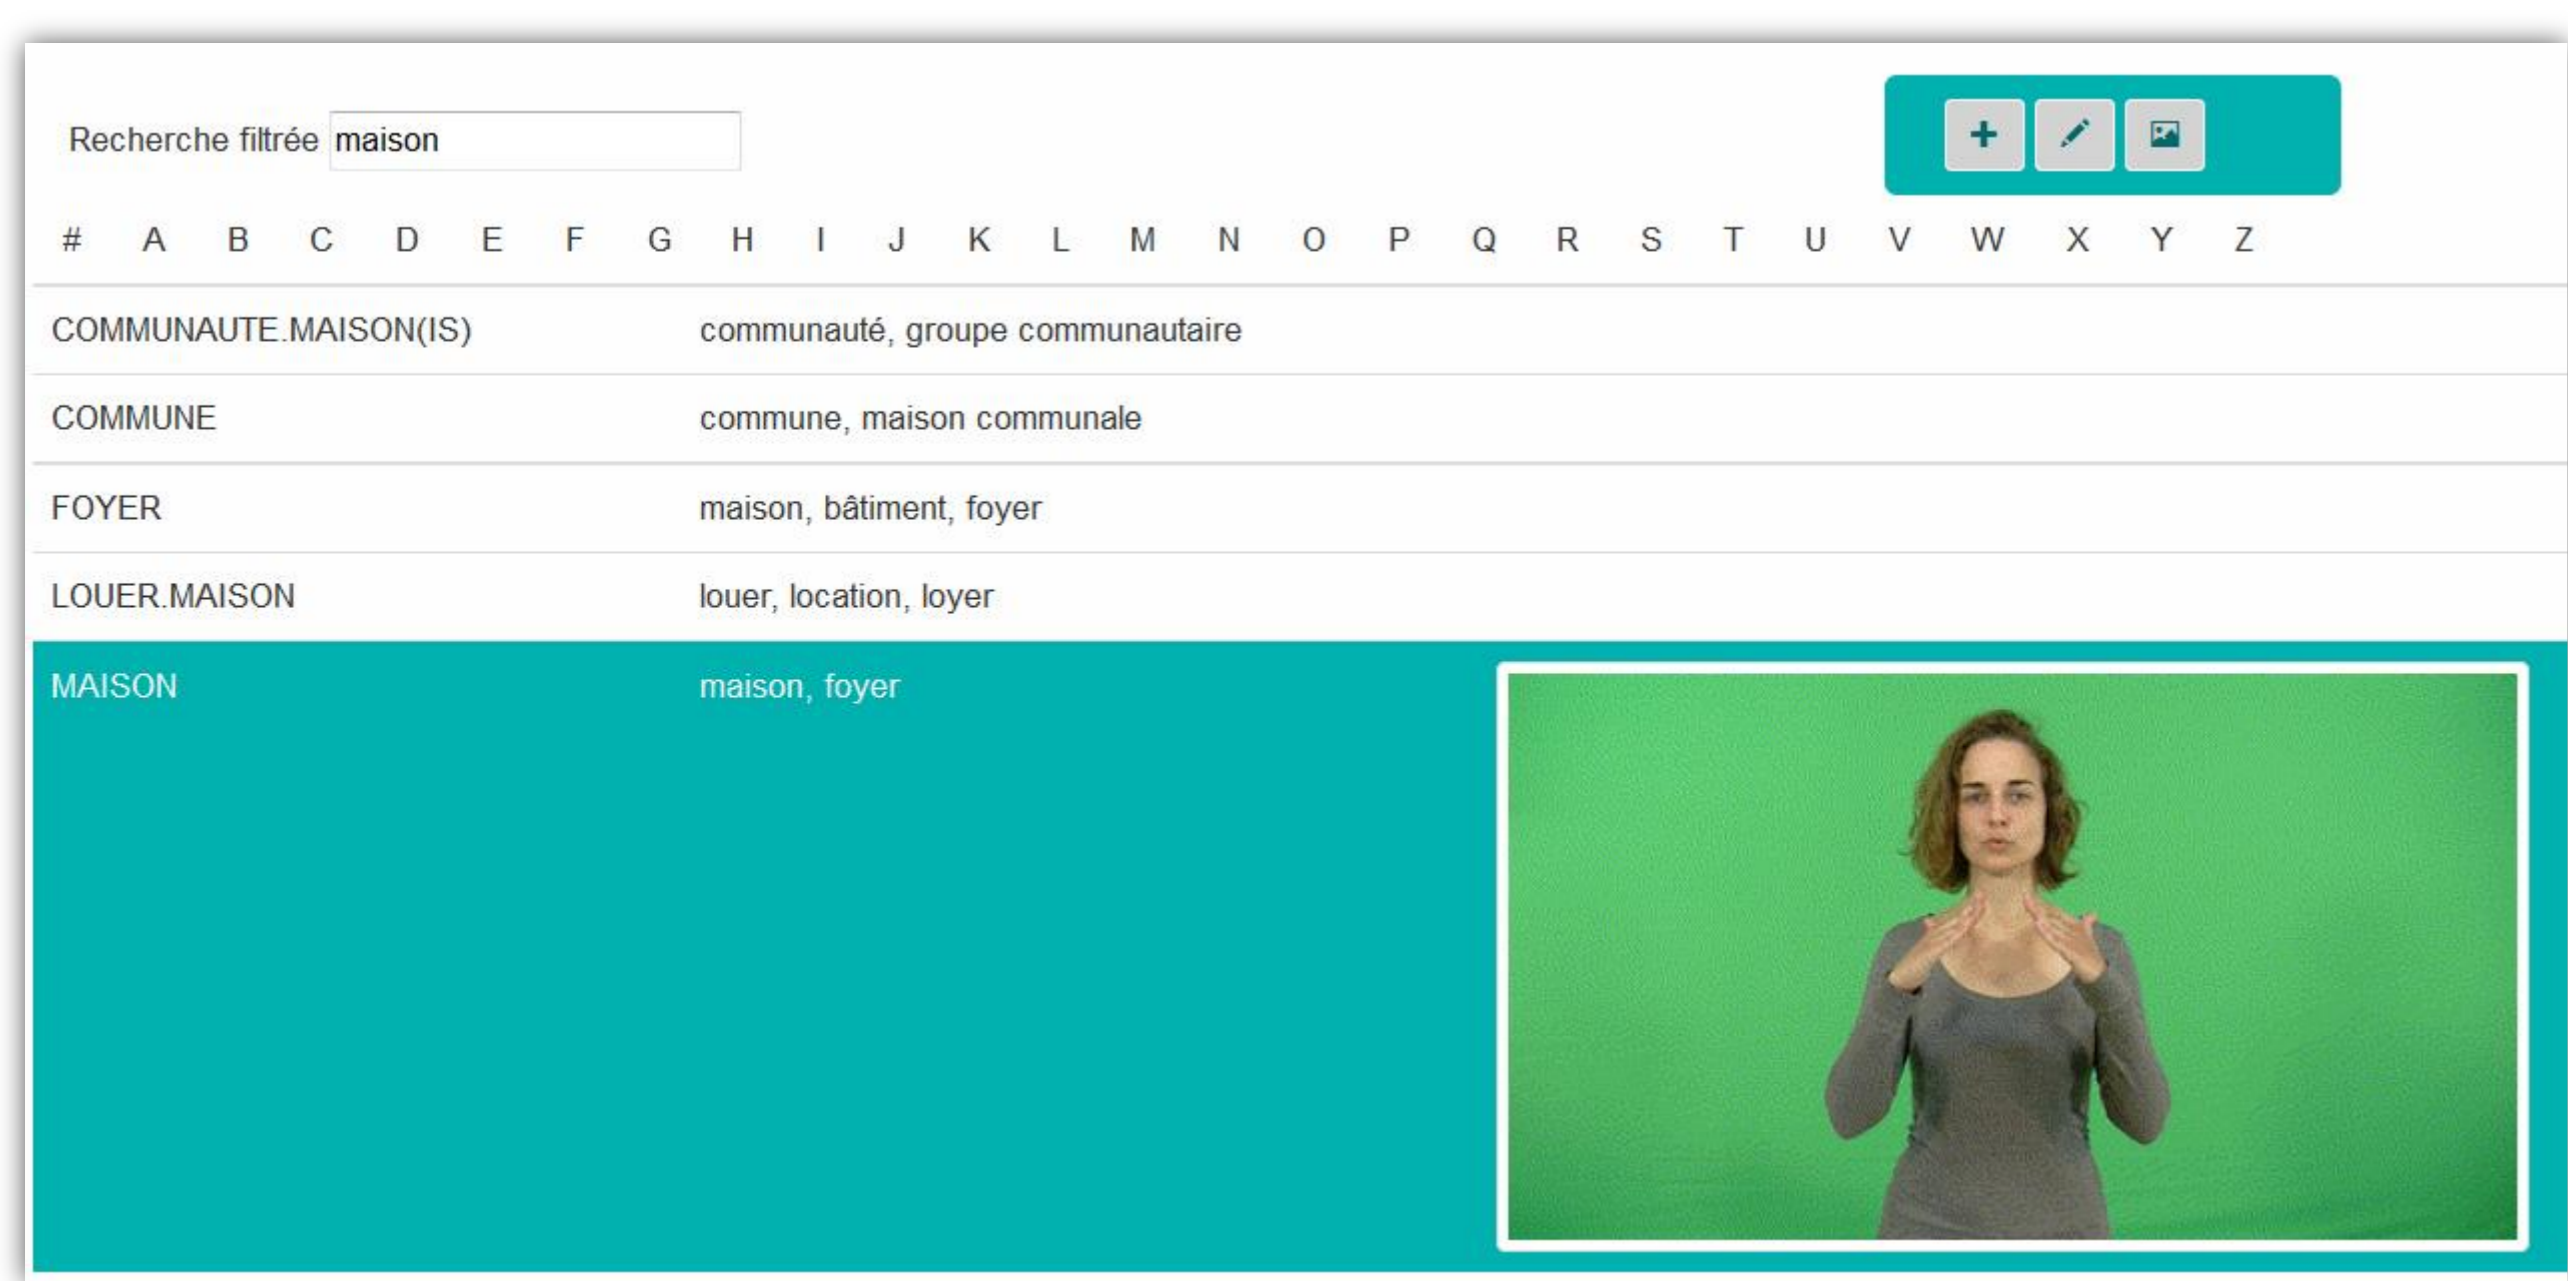 Recherche filtrée maison
# A B C D E F G H I J K L M N O P Q R S T U V W X Y Z
COMMUNAUTE.MAISON(IS) communauté, groupe communautaire
COMMUNE commune, maison communale
FOYER maison, bâtiment, foyer
LOUER.MAISON louer, location, loyer
MAISON maison, foyer